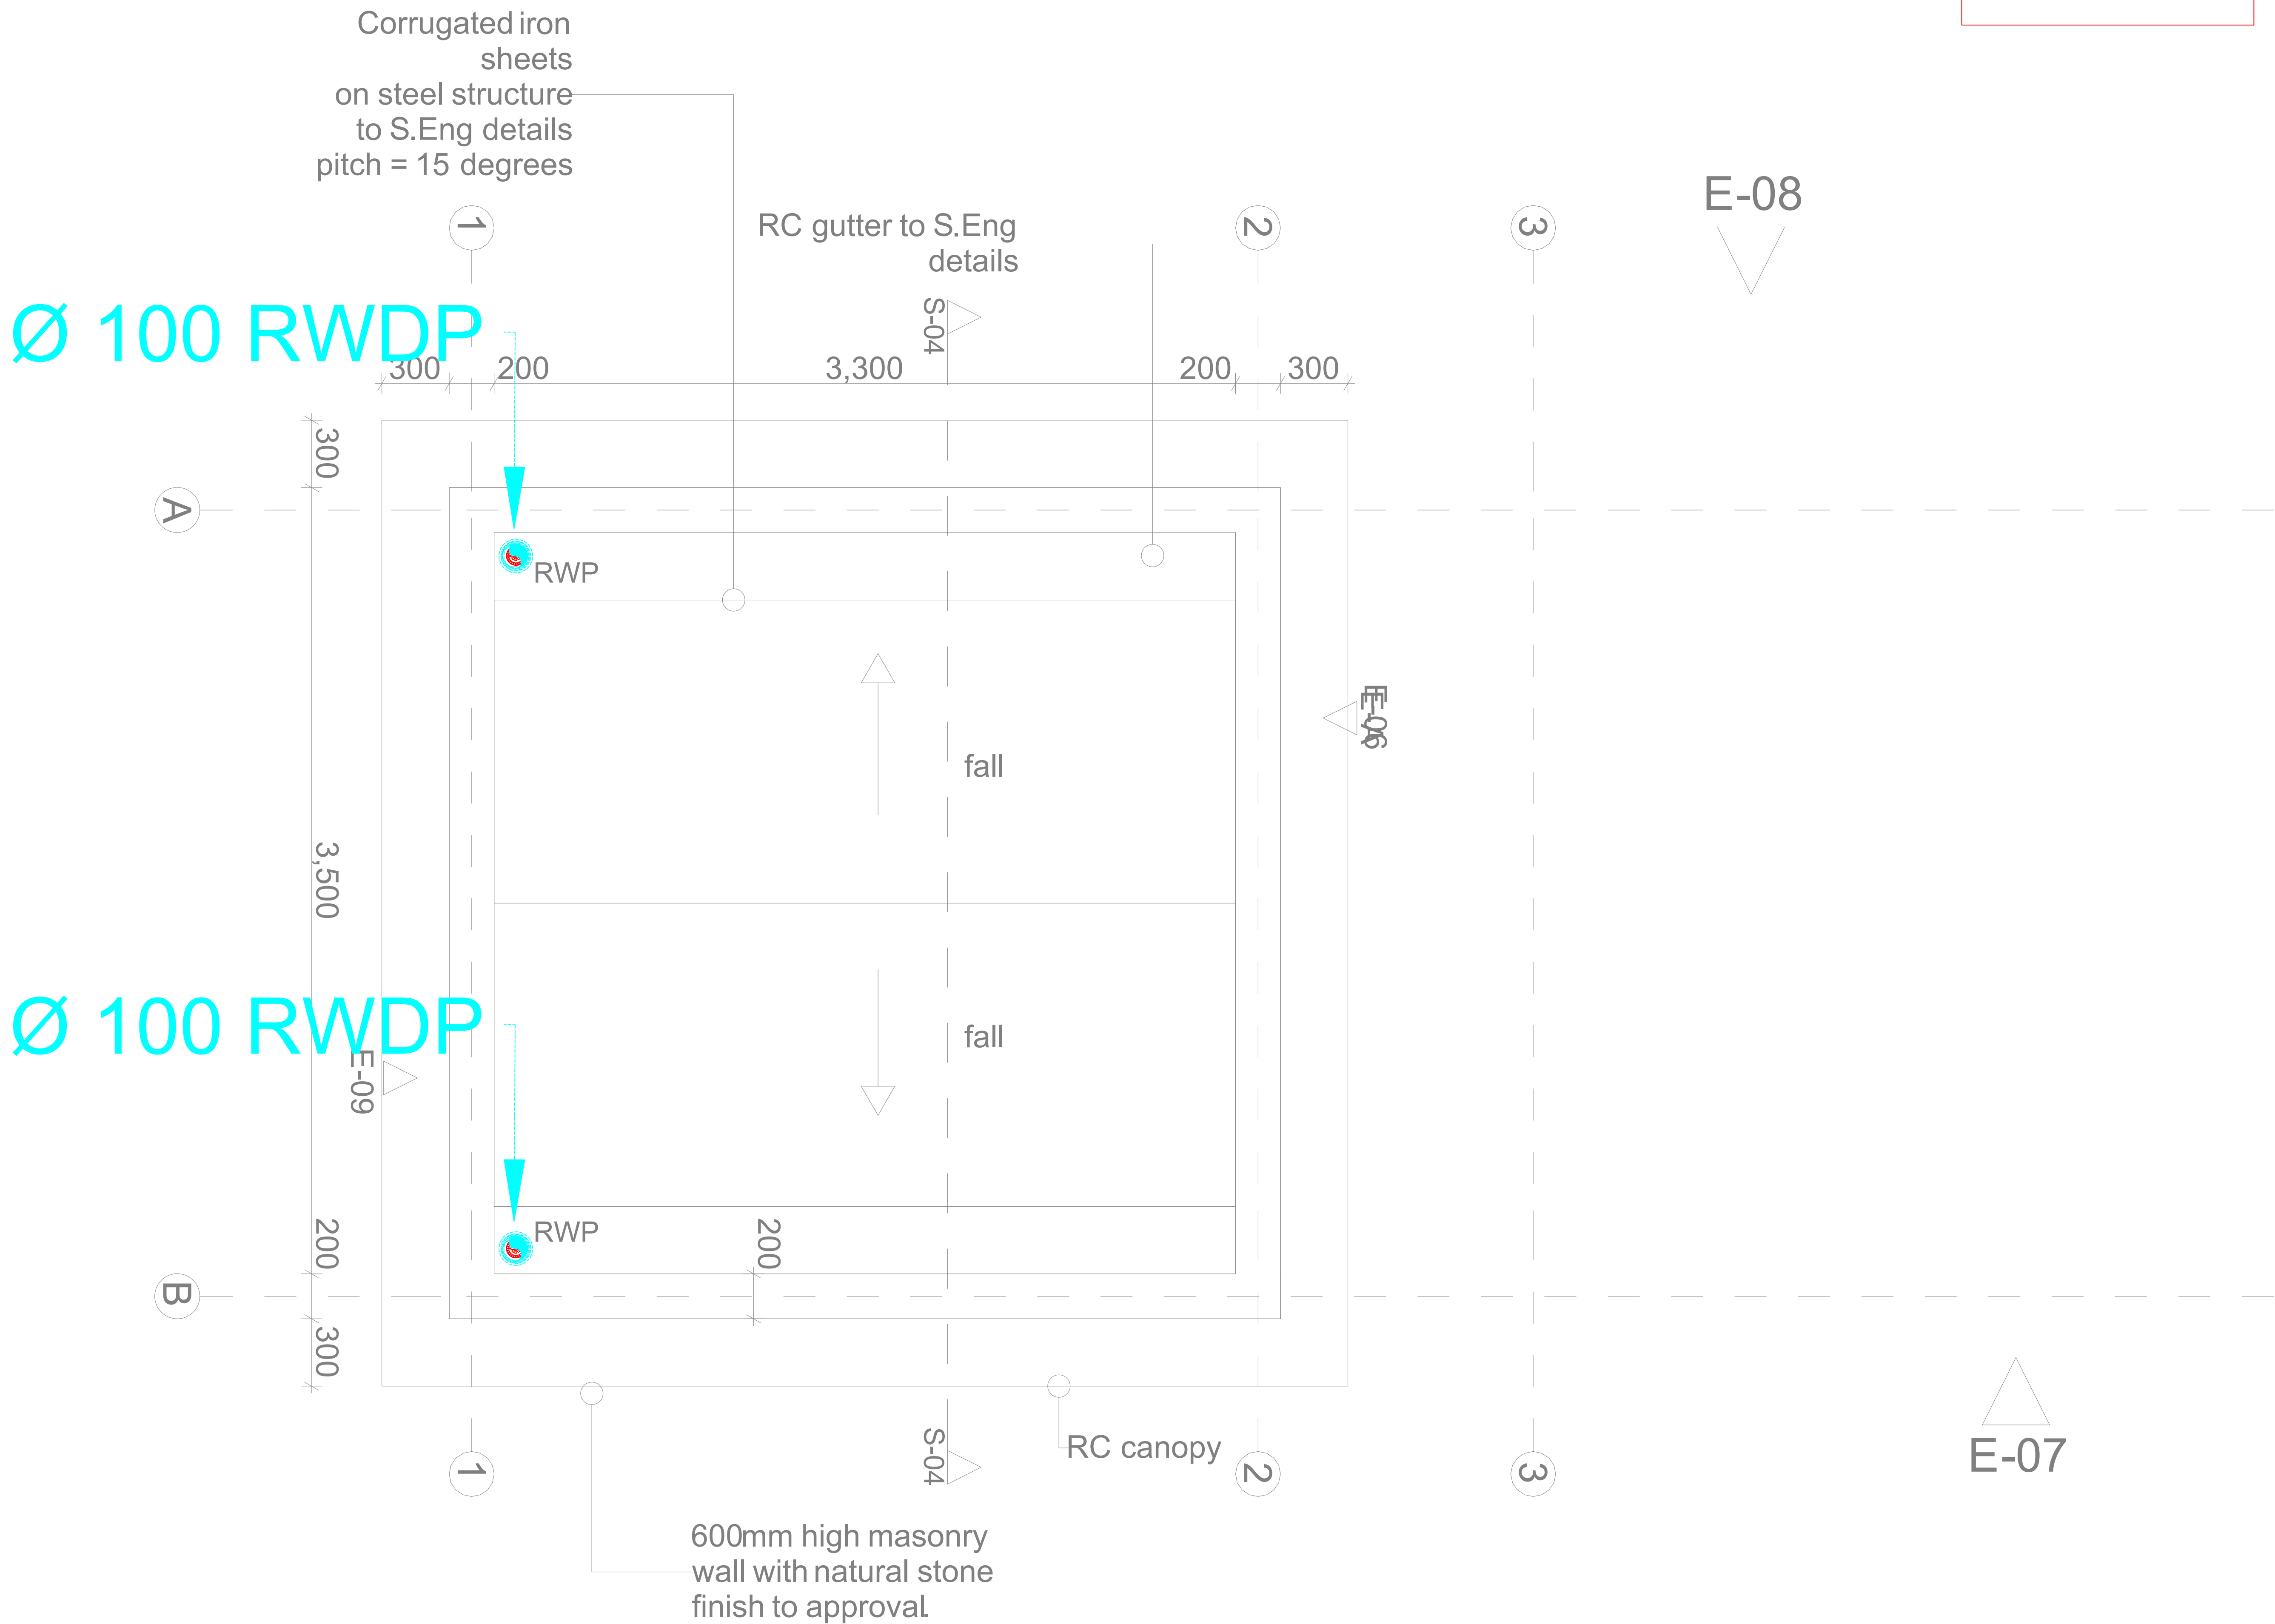 Corrugated iron
sheets
on steel structure
to S.Eng details
pitch = 15 degrees
RC gutter to S.Eng
details
1
2
3
E-08
S-04
Ø 100 RWDP
300
200
3,300
200
300
300
A
RWP
E-06
fall
3,500
fall
Ø 100 RWDP
E-09
RWP
200
200
B
300
RC canopy
S-04
1
2
3
E-07
600mm high masonry
wall with natural stone
finish to approval.